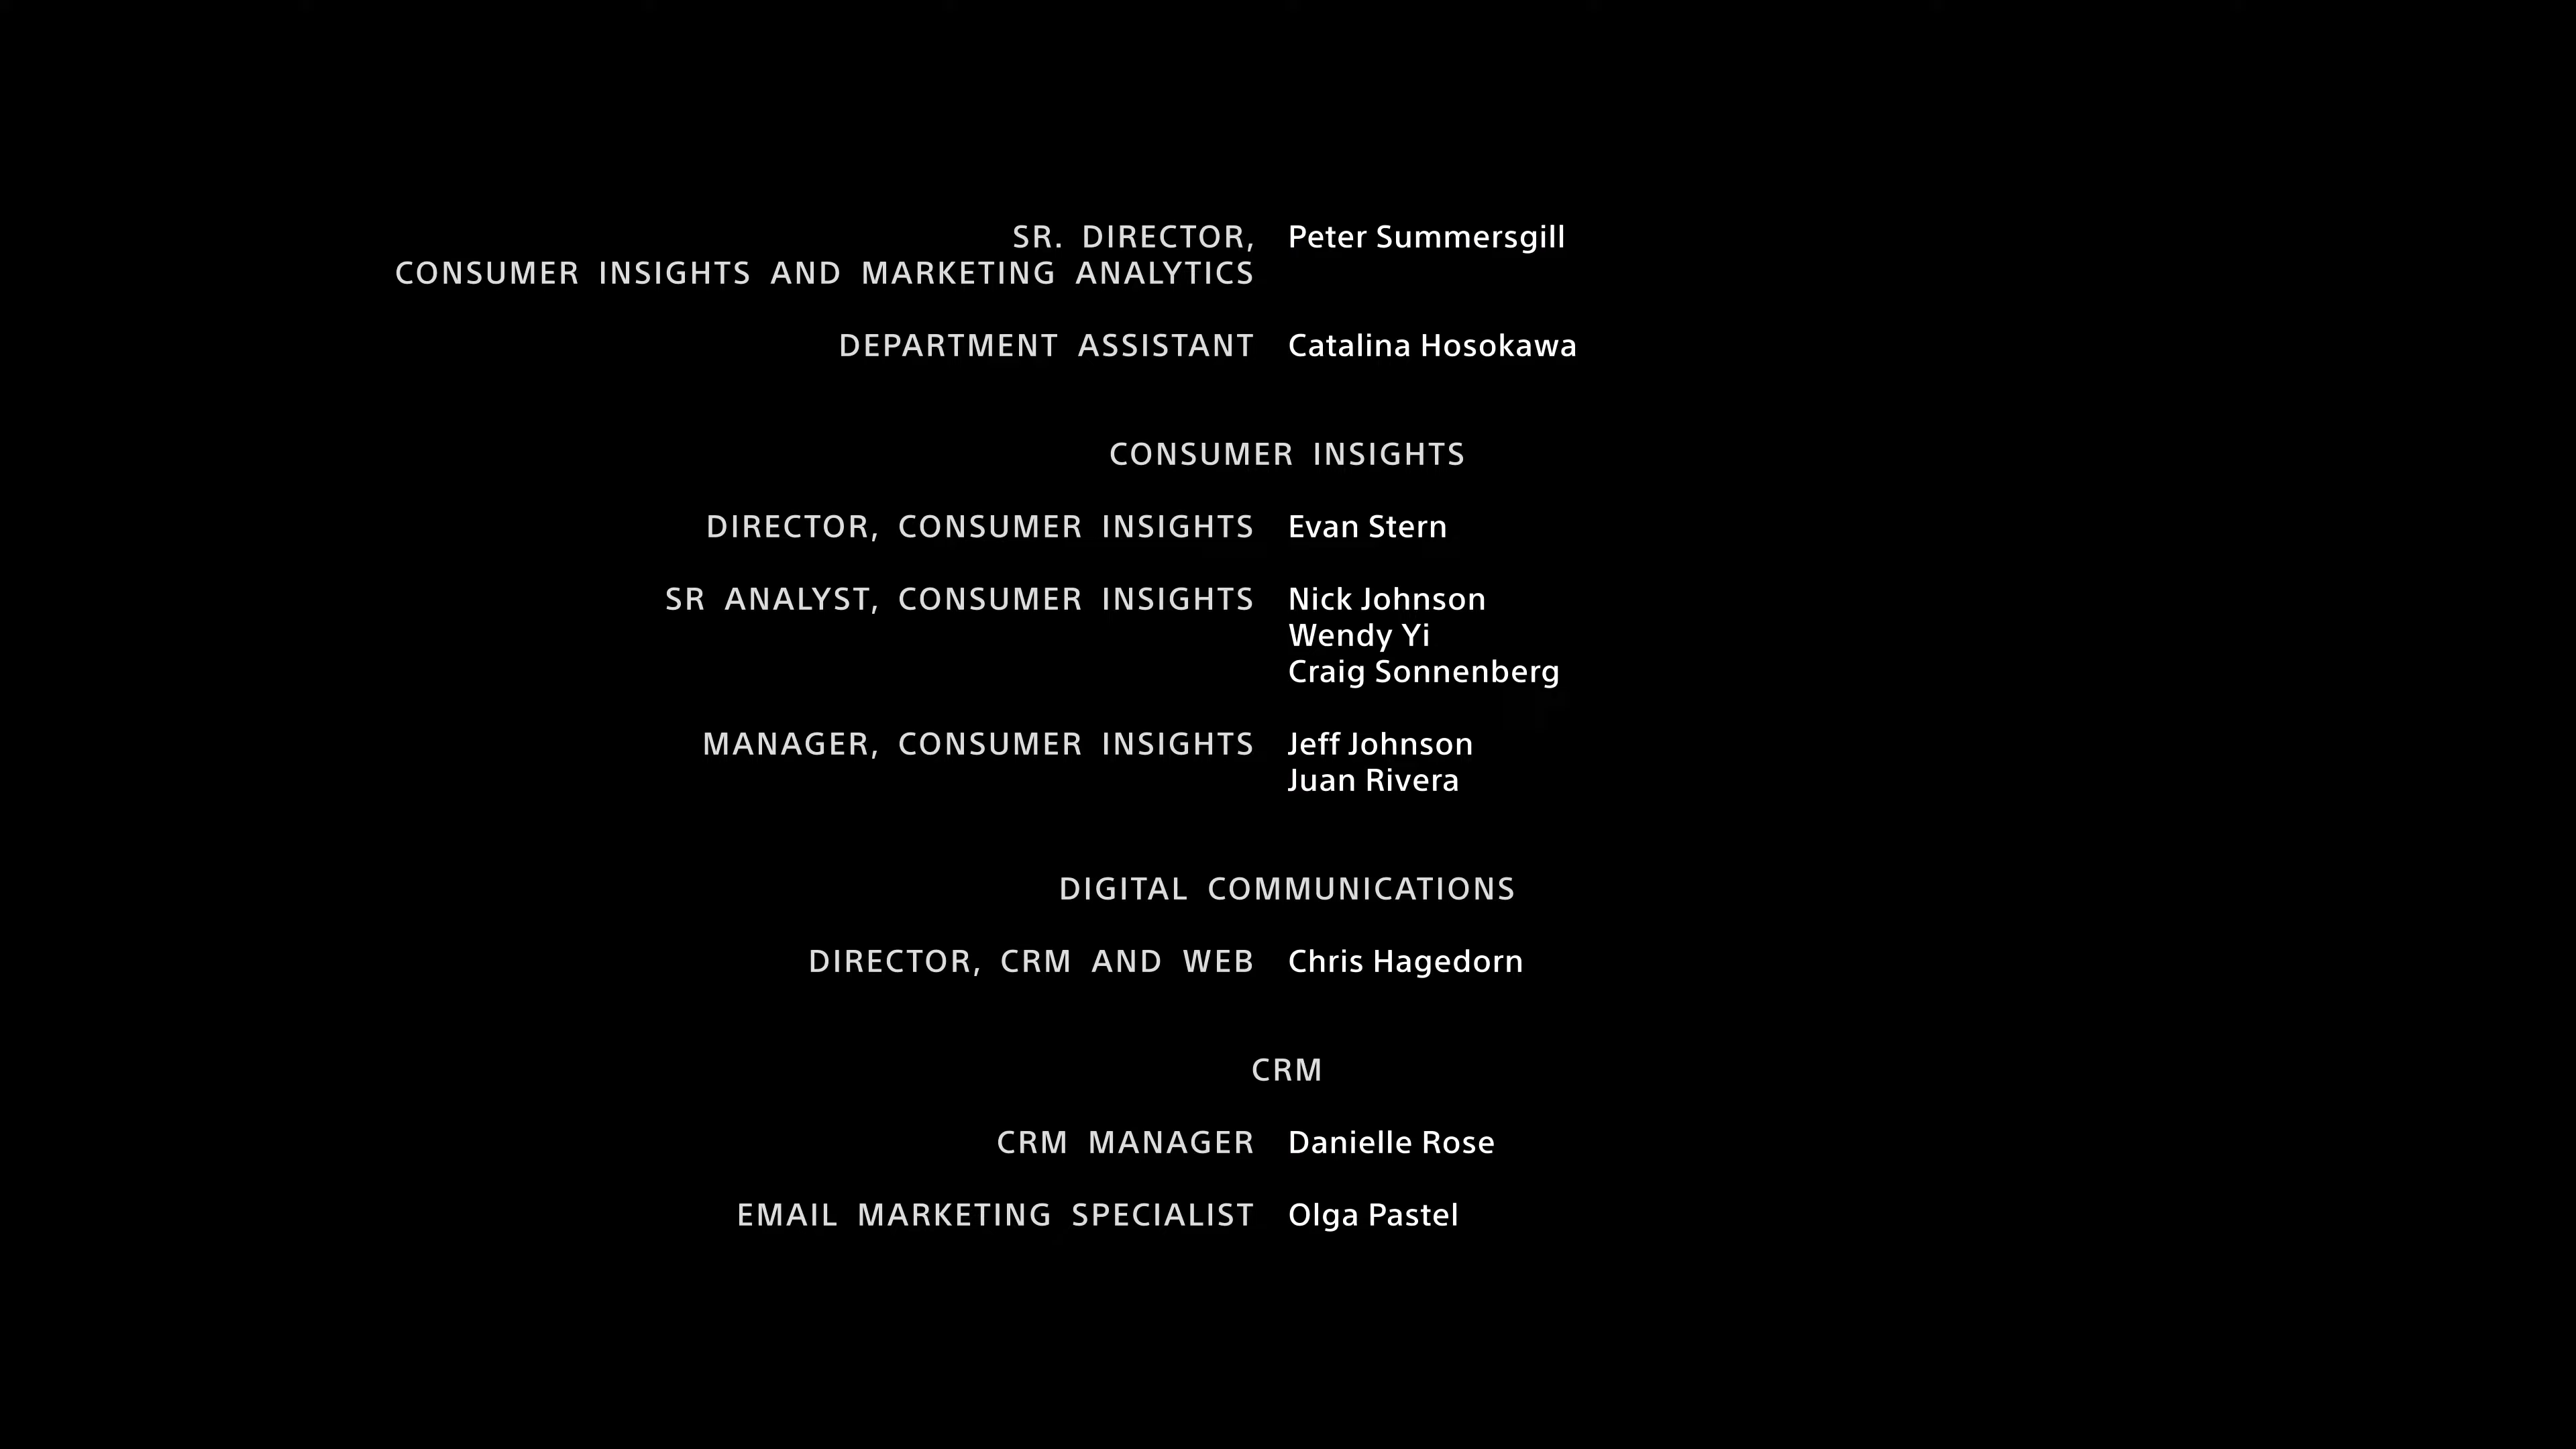 SR. DIRECTOR, Peter Summersgill
CONSUMER INSIGHTS AND MARKETING ANALYTICS
DEPARTMENT ASSISTANT Catalina Hosokawa
CONSUMER INSIGHTS
DIRECTOR, CONSUMER INSIGHTS Evan Stern
SR ANALYST, CONSUMER INSIGHTS Nick Johnson
Wendy Yi
Craig Sonnenberg
MANAGER, CONSUMER INSIGHTS Jeff Johnson
Juan Rivera
DIGITAL COMMUNICATIONS
DIRECTOR, CRM AND WEB Chris Hagedorn
CRM
CRM MANAGER Danielle Rose
EMAIL MARKETING SPECIALIST Olga Pastel